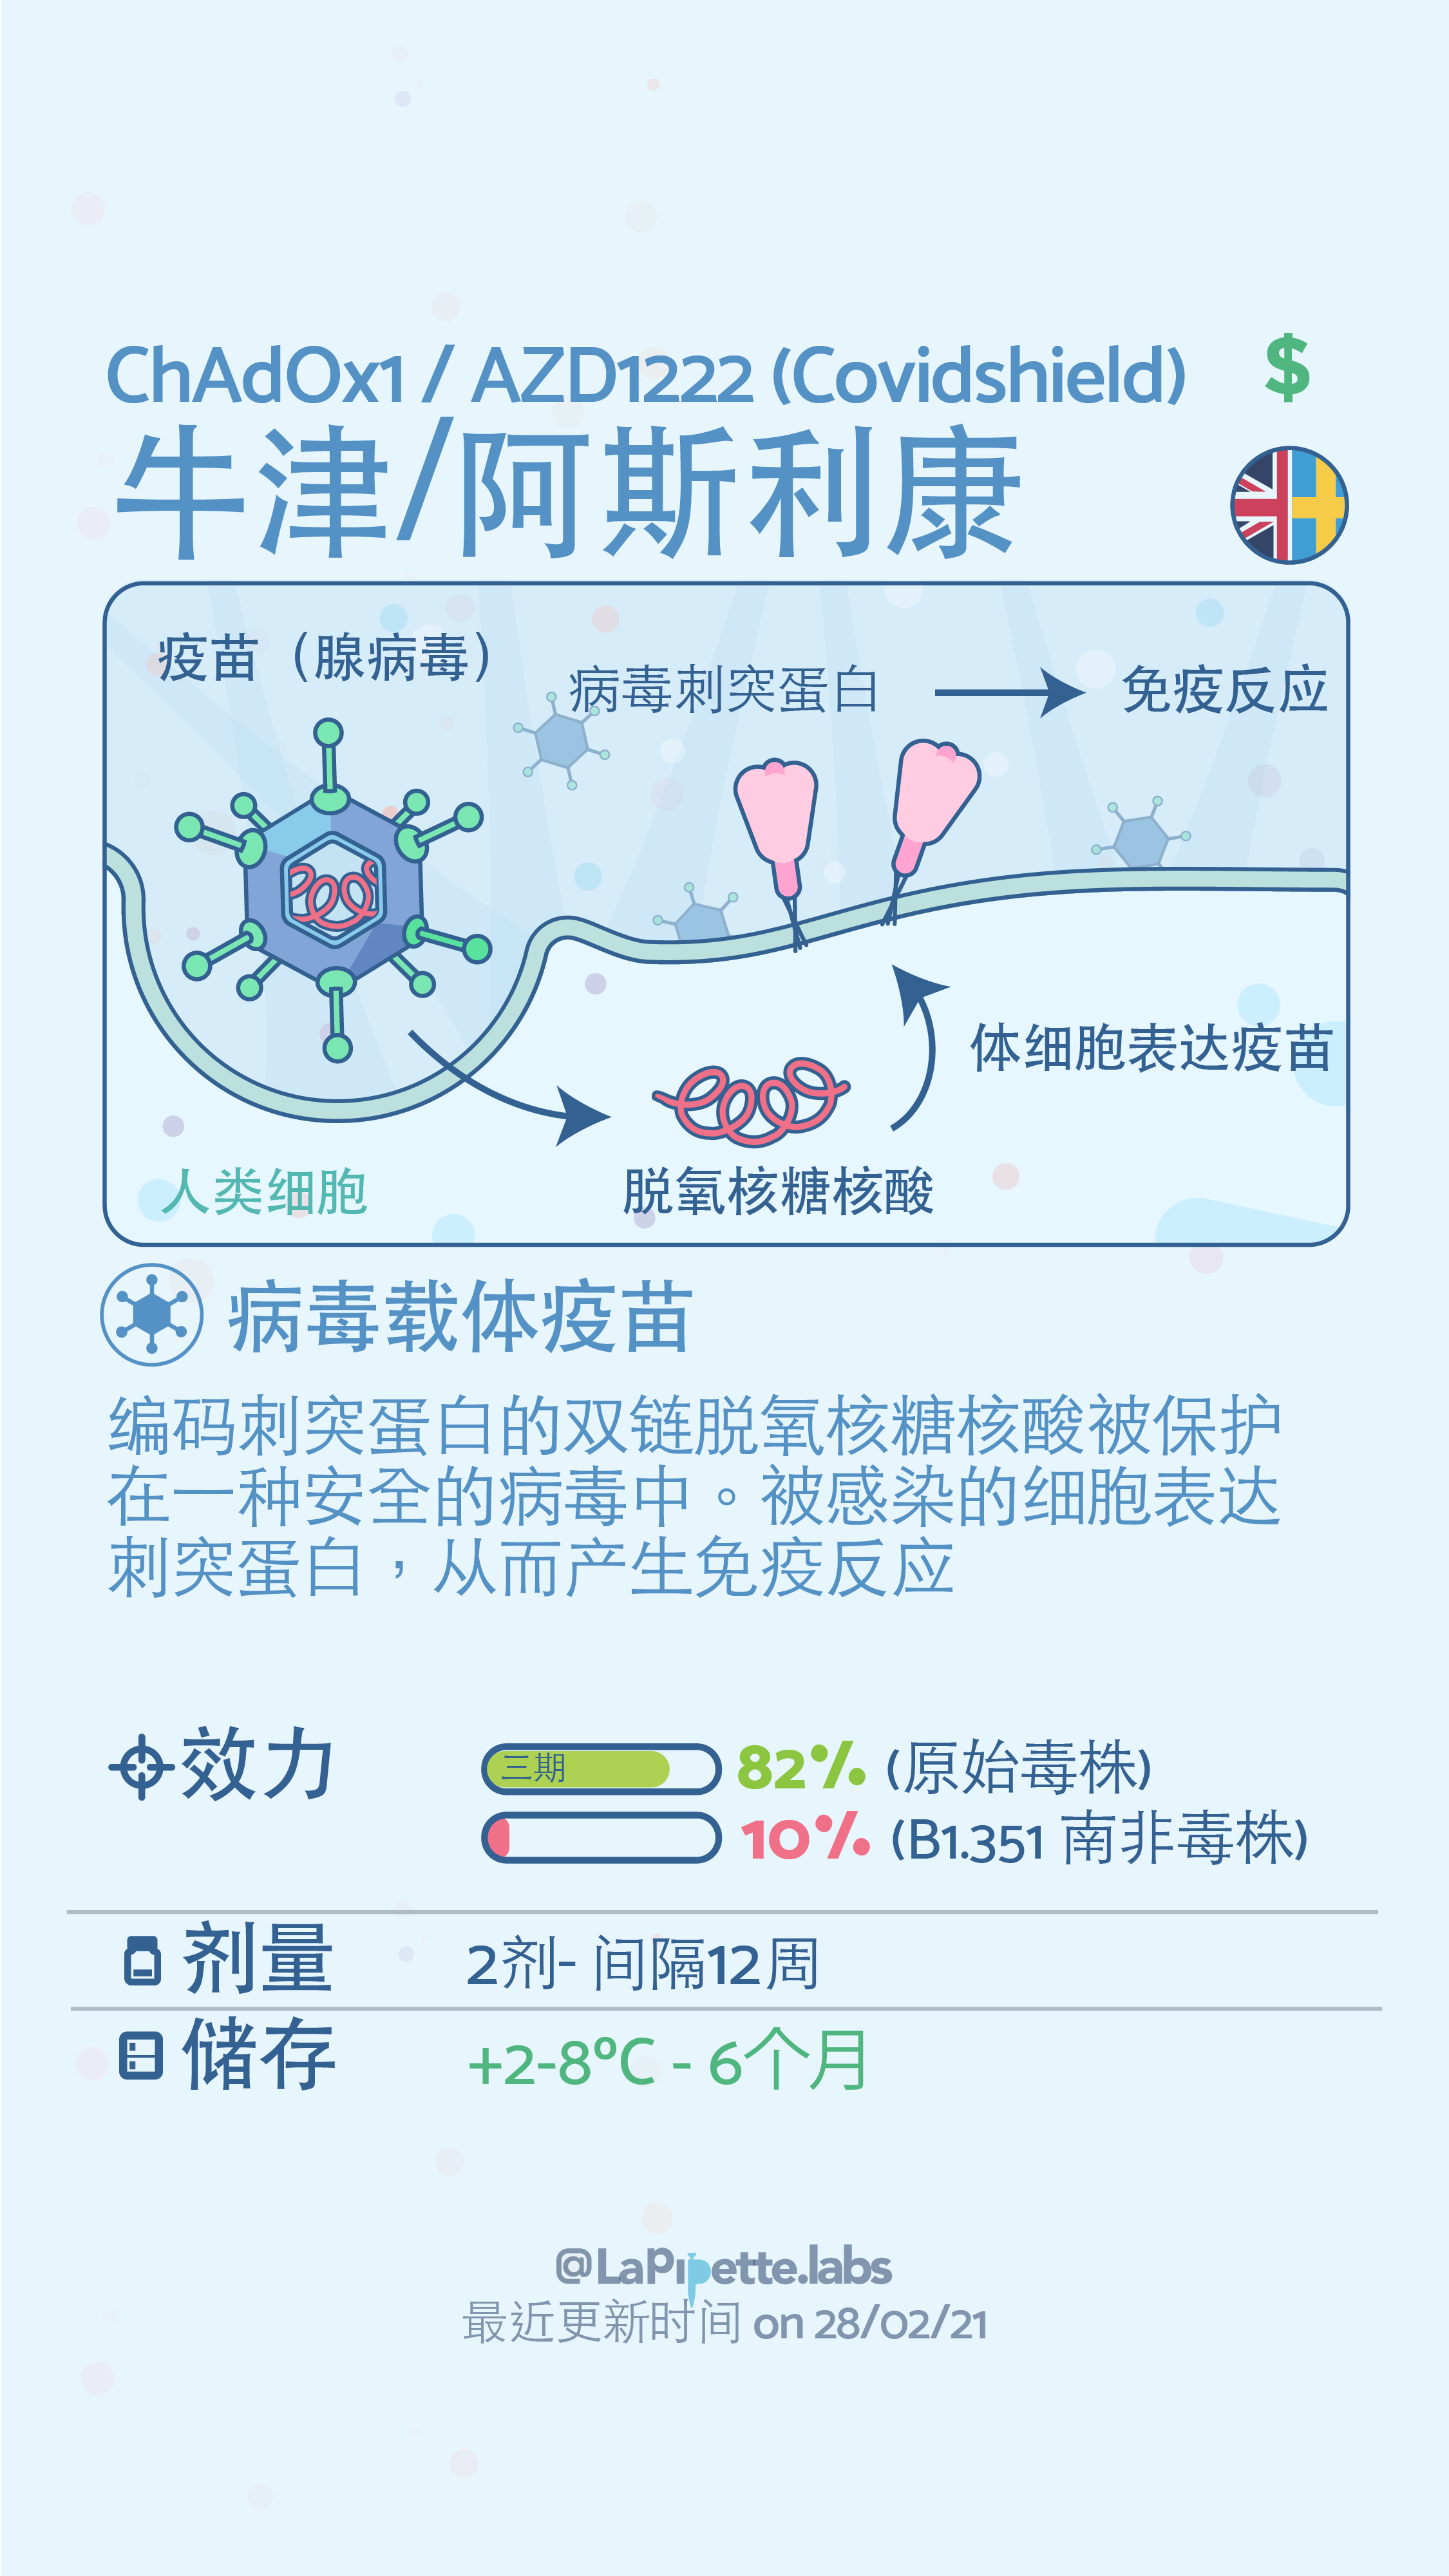 ChAdOx1 / AZD1222 (Covidshield) $
牛津/阿斯利康
疫苗（腺病毒）
病毒刺突蛋白
免疫反应
体细胞表达疫苗
人类细胞
脱氧核糖核酸
病毒载体疫苗
编码刺突蛋白的双链脱氧核糖核酸被保护
在一种安全的病毒中。被感染的细胞表达
刺突蛋白，从而产生免疫反应
效力 三期 82% (原始毒株)
10% (B1.351 南非毒株)
剂量 2剂- 间隔12周
储存 +2-8ºC - 6个月
@LaPipette.labs
最近更新时间 on 28/02/21